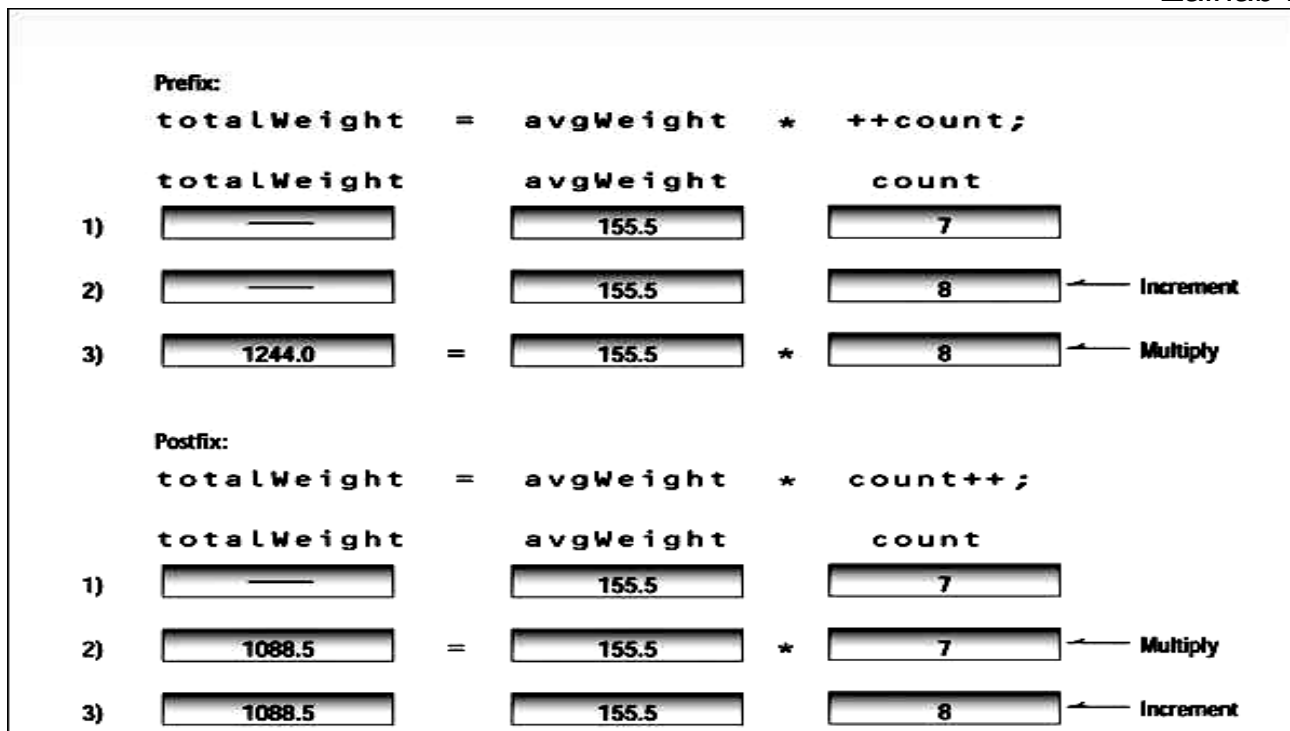 Prefix:
totalWeight = avgWeight * ++count;
totalWeight avgWeight count
1) —— 155.5 7
2) —— 155.5 8 Increment
3) 1244.0 = 155.5 * 8 Multiply
Postfix:
totalWeight = avgWeight * count++;
totalWeight avgWeight count
1) —— 155.5 7
2) 1088.5 = 155.5 * 7 Multiply
3) 1088.5 155.5 8 Increment